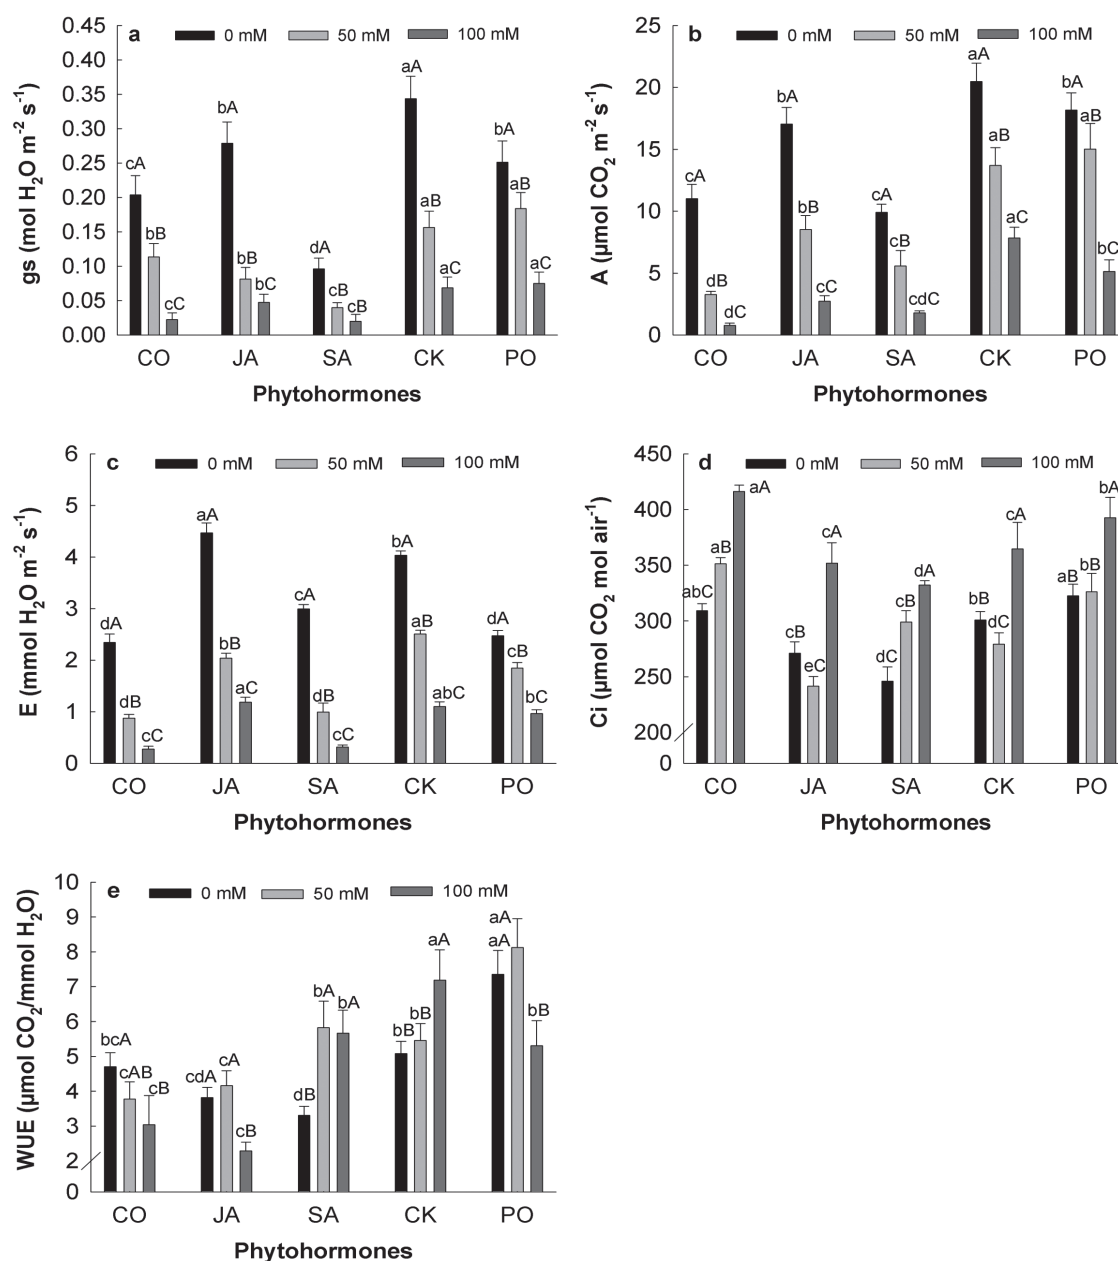 a 0 mM 50 mM 100 mM
gs (mol H₂O m⁻² s⁻¹)
0.45
0.40
0.35
0.30
0.25
0.20
0.15
0.10
0.05
0.00
cA bB cC
bA bB bC
dA cB cB
aA aB aC
bA aB aC
CO JA SA CK PO
Phytohormones
b 0 mM 50 mM 100 mM
A (µmol CO₂ m⁻² s⁻¹)
25
20
15
10
5
0
cA dB dC
bA bB cC
cA cB cdC
aA aB aC
bA aB bC
CO JA SA CK PO
Phytohormones
c 0 mM 50 mM 100 mM
E (mmol H₂O m⁻² s⁻¹)
6
5
4
3
2
1
0
dA dB cC
aA bB aC
cA dB cC
bA aB abC
dA cB bC
CO JA SA CK PO
Phytohormones
d 0 mM 50 mM 100 mM
Ci (µmol CO₂ mol air⁻¹)
450
400
350
300
250
200
0
abC aB aA
cB eC cA
dC cB dA
bB dC cA
aB bB bA
CO JA SA CK PO
Phytohormones
e 0 mM 50 mM 100 mM
WUE (µmol CO₂/mmol H₂O)
10
9
8
7
6
5
4
3
2
0
bcA cAB cB
cdA cA cB
dB bA bA
bB bB aA
aA aA bB
CO JA SA CK PO
Phytohormones